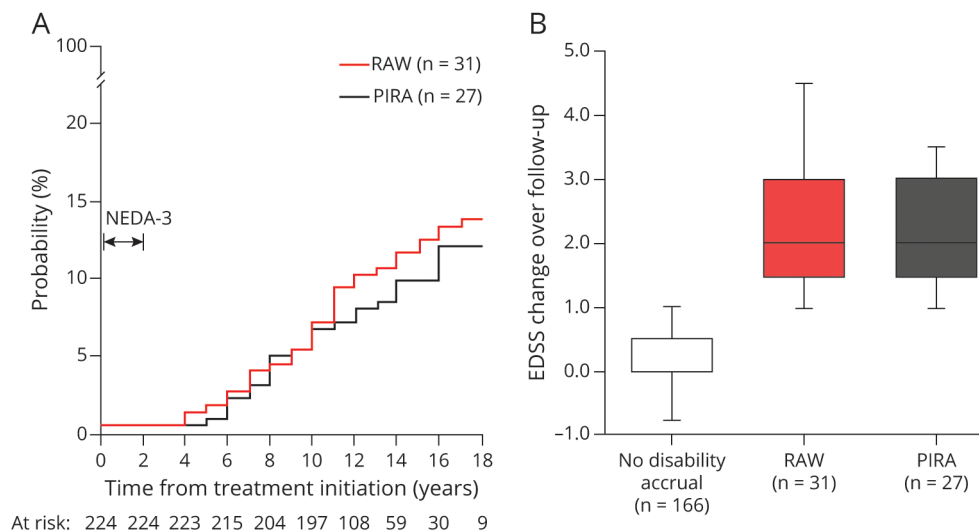 A
100
20
15
10
5
0
Probability (%)
NEDA-3
RAW (n = 31)
PIRA (n = 27)
0 2 4 6 8 10 12 14 16 18
Time from treatment initiation (years)
At risk: 224 224 223 215 204 197 108 59 30 9
B
5.0
4.0
3.0
2.0
1.0
0.0
−1.0
EDSS change over follow-up
No disability
accrual
(n = 166)
RAW
(n = 31)
PIRA
(n = 27)